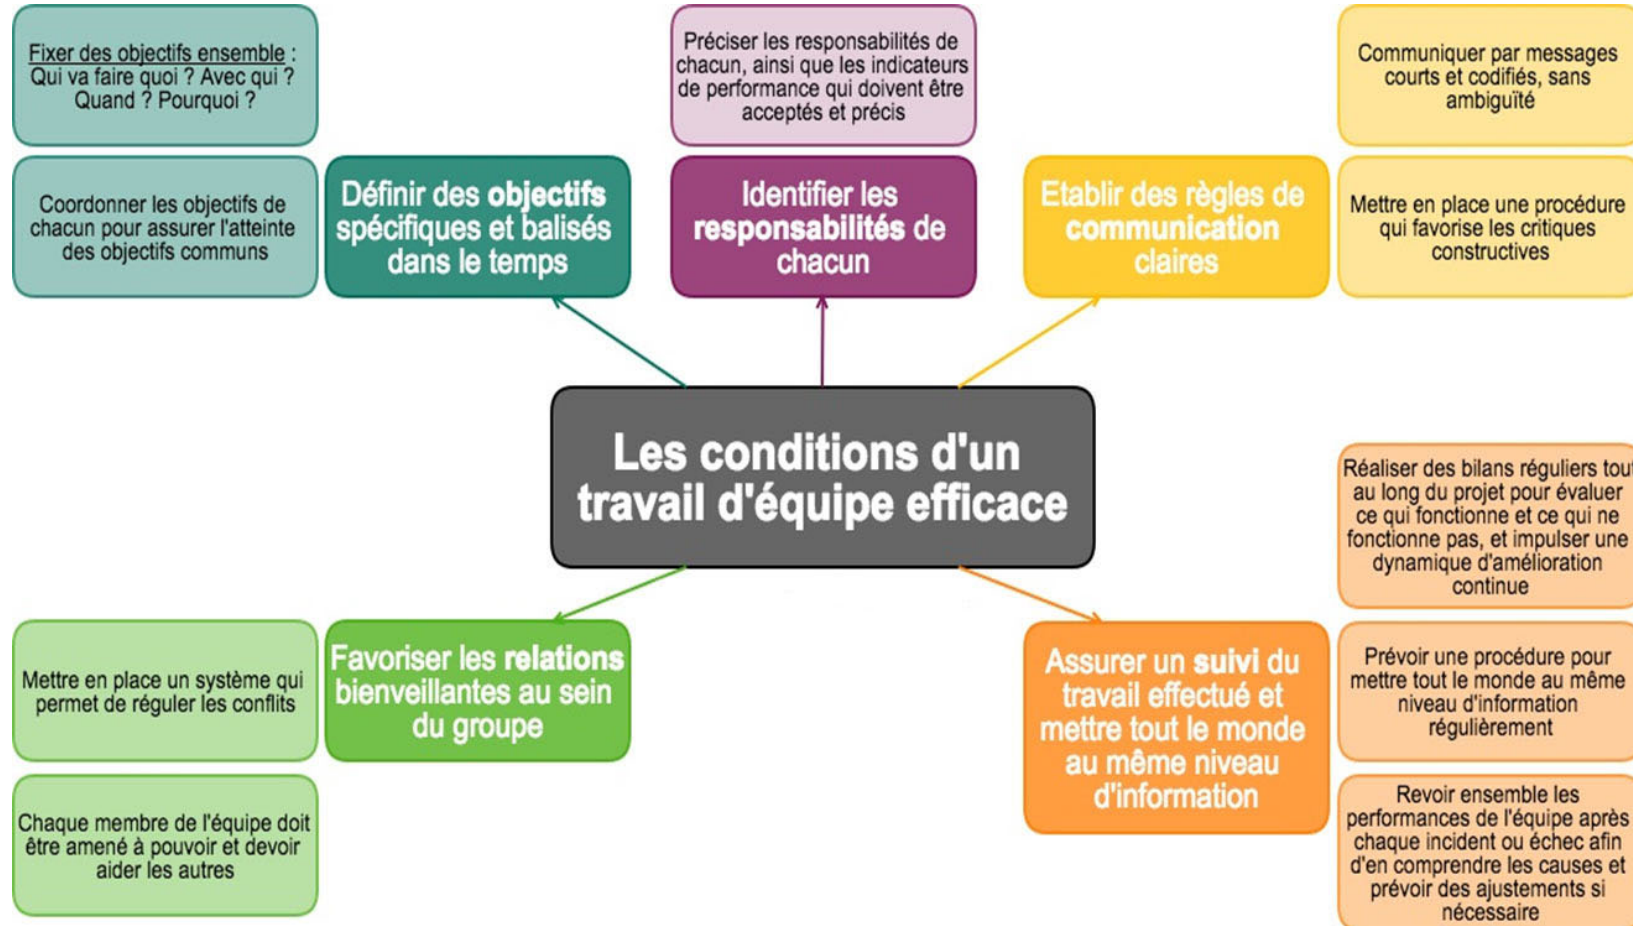 Fixer des objectifs ensemble :
Qui va faire quoi ? Avec qui ?
Quand ? Pourquoi ?
Coordonner les objectifs de
chacun pour assurer l'atteinte
des objectifs communs
Définir des objectifs
spécifiques et balisés
dans le temps
Préciser les responsabilités de
chacun, ainsi que les indicateurs
de performance qui doivent être
acceptés et précis
Identifier les
responsabilités de
chacun
Etablir des règles de
communication
claires
Communiquer par messages
courts et codifiés, sans
ambiguïté
Mettre en place une procédure
qui favorise les critiques
constructives
Les conditions d'un
travail d'équipe efficace
Mettre en place un système qui
permet de réguler les conflits
Favoriser les relations
bienveillantes au sein
du groupe
Chaque membre de l'équipe doit
être amené à pouvoir et devoir
aider les autres
Assurer un suivi du
travail effectué et
mettre tout le monde
au même niveau
d'information
Réaliser des bilans réguliers tout
au long du projet pour évaluer
ce qui fonctionne et ce qui ne
fonctionne pas, et impulser une
dynamique d'amélioration
continue
Prévoir une procédure pour
mettre tout le monde au même
niveau d'information
régulièrement
Revoir ensemble les
performances de l'équipe après
chaque incident ou échec afin
d'en comprendre les causes et
prévoir des ajustements si
nécessaire